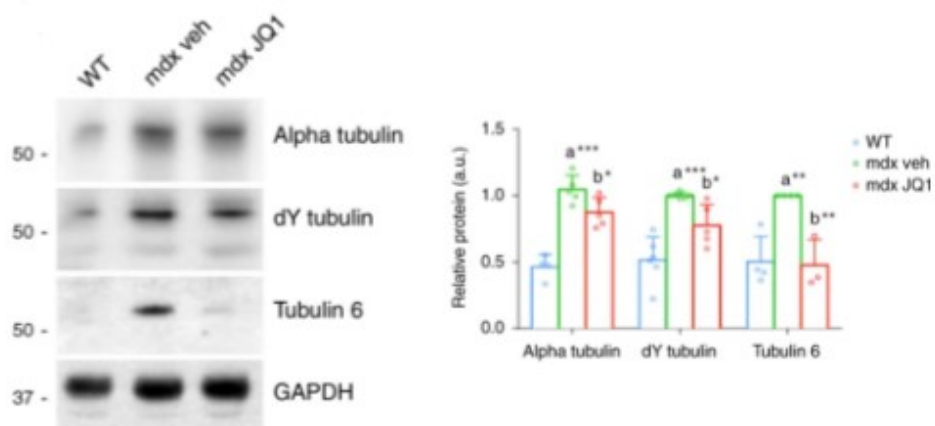 WT
mdx veh
mdx JQ1
50 -
Alpha tubulin
50 -
dY tubulin
50 -
Tubulin 6
37 -
GAPDH
Relative protein (a.u.)
1.5
1.0
0.5
0.0
a***
b*
a***
b*
a**
b**
Alpha tubulin
dY tubulin
Tubulin 6
WT
mdx veh
mdx JQ1